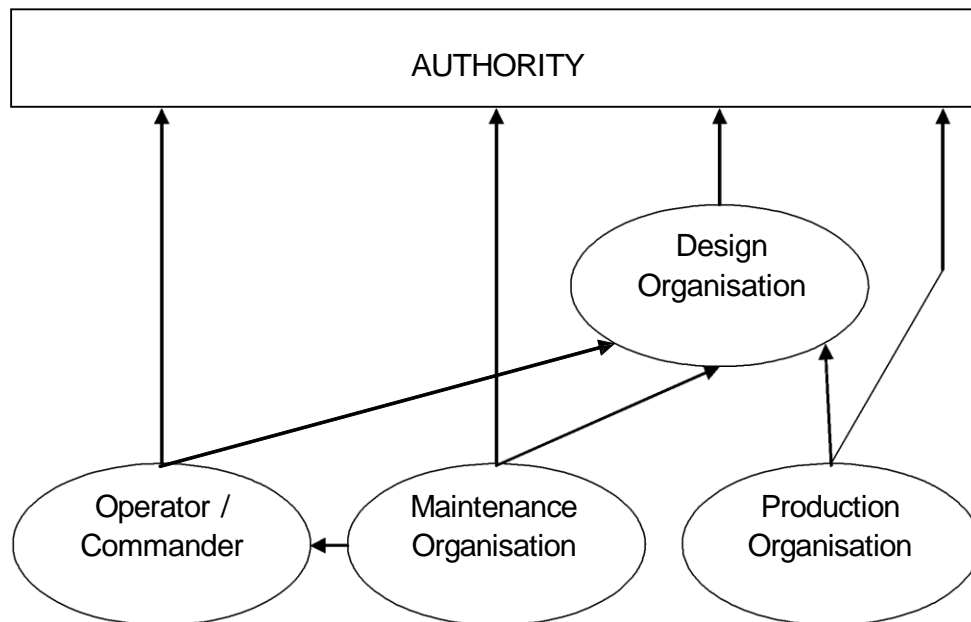 AUTHORITY
Design
Organisation
Operator /
Commander
Maintenance
Organisation
Production
Organisation